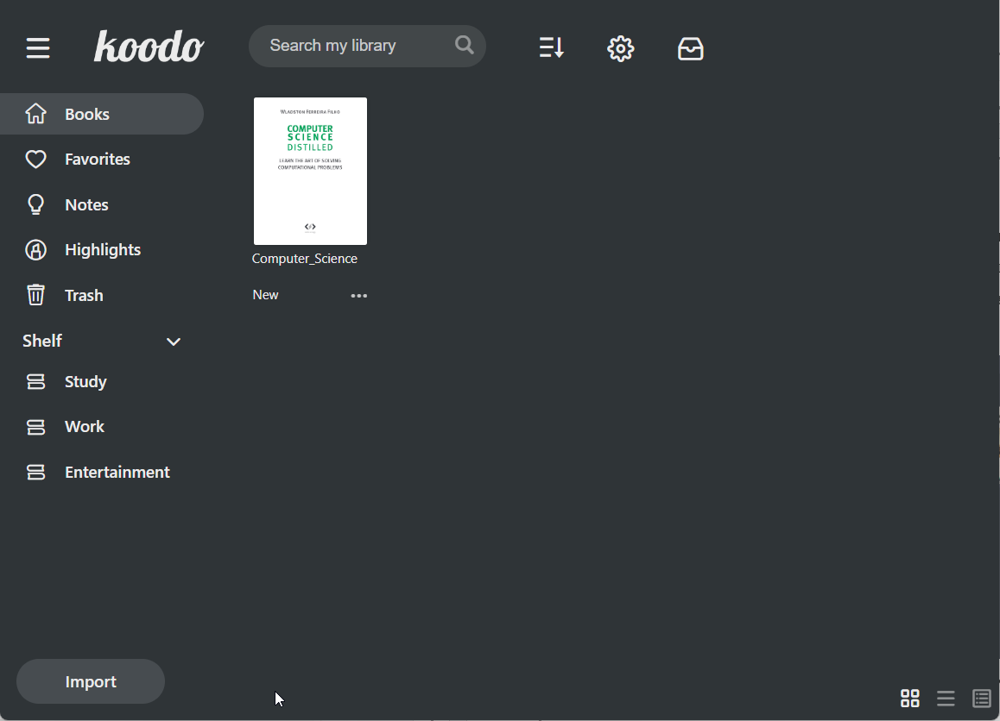 koodo
Search my library
Books
Favorites
Notes
Highlights
Trash
Shelf
Study
Work
Entertainment
Import
WLADSTON FERREIRA FILHO
COMPUTER
SCIENCE
DISTILLED
LEARN THE ART OF SOLVING
COMPUTATIONAL PROBLEMS
Computer_Science
New